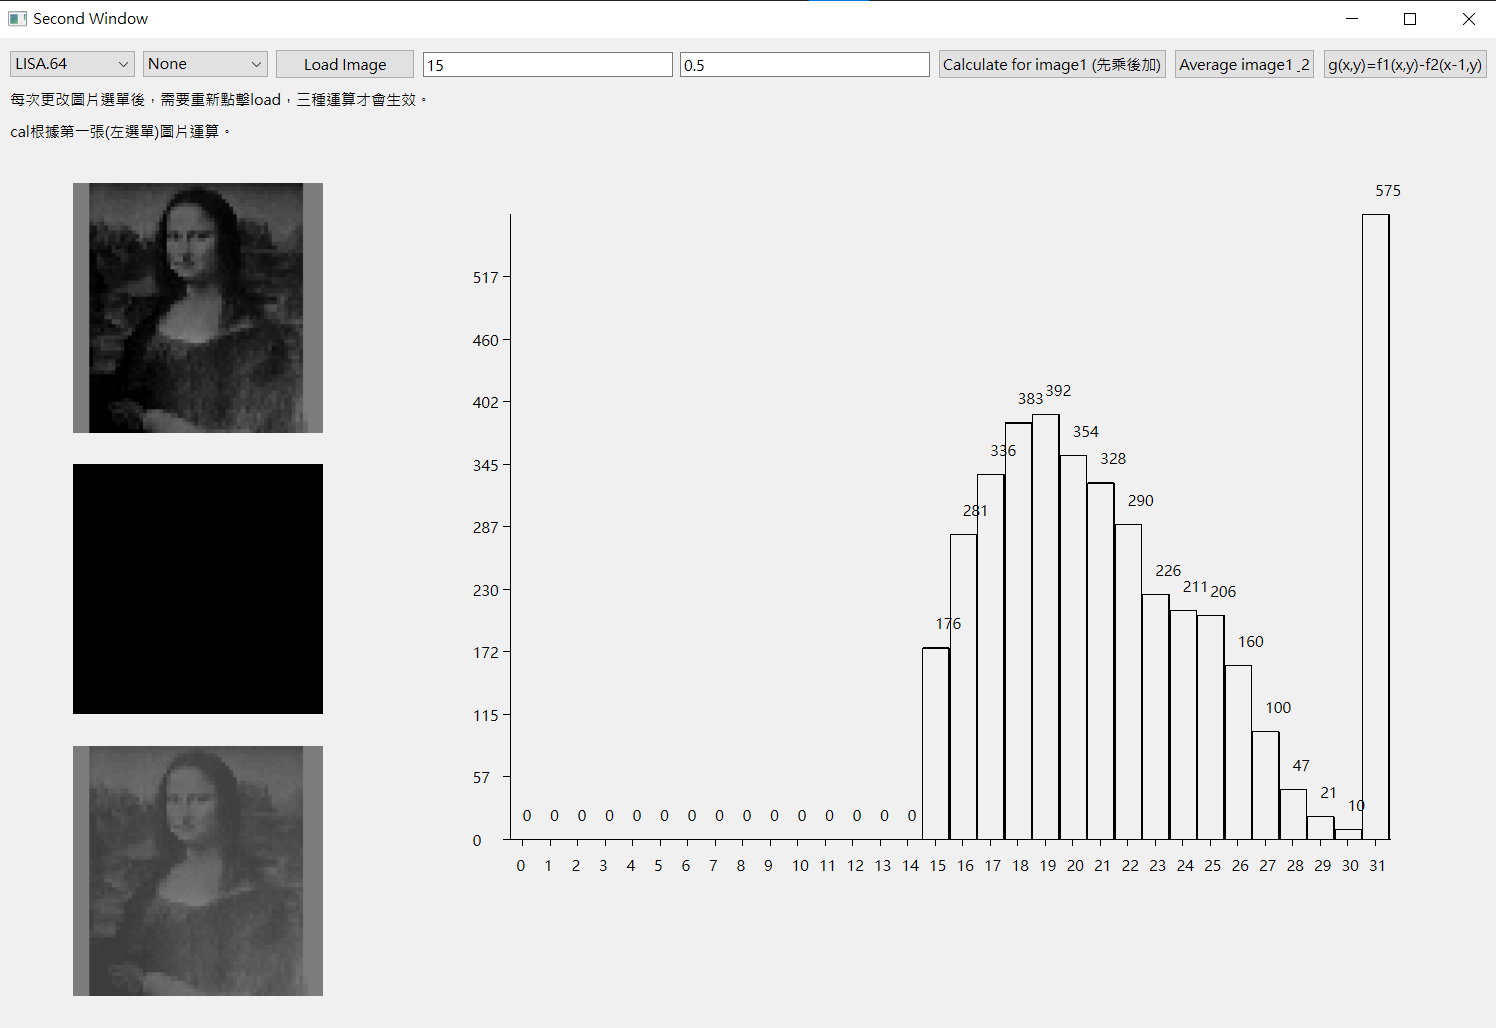 Second Window
LISA.64 None Load Image 15 0.5 Calculate for image1 (先乘後加) Average image1_2 g(x,y)=f1(x,y)-f2(x-1,y)
每次更改圖片選單後，需要重新點擊load，三種運算才會生效。
cal根據第一張(左選單)圖片運算。
575
517
460
402
345
287
230
172
115
57
0
0 0 0 0 0 0 0 0 0 0 0 0 0 0 0 176 281 336 383 392 354 328 290 226 211 206 160 100 47 21 10
0 1 2 3 4 5 6 7 8 9 10 11 12 13 14 15 16 17 18 19 20 21 22 23 24 25 26 27 28 29 30 31